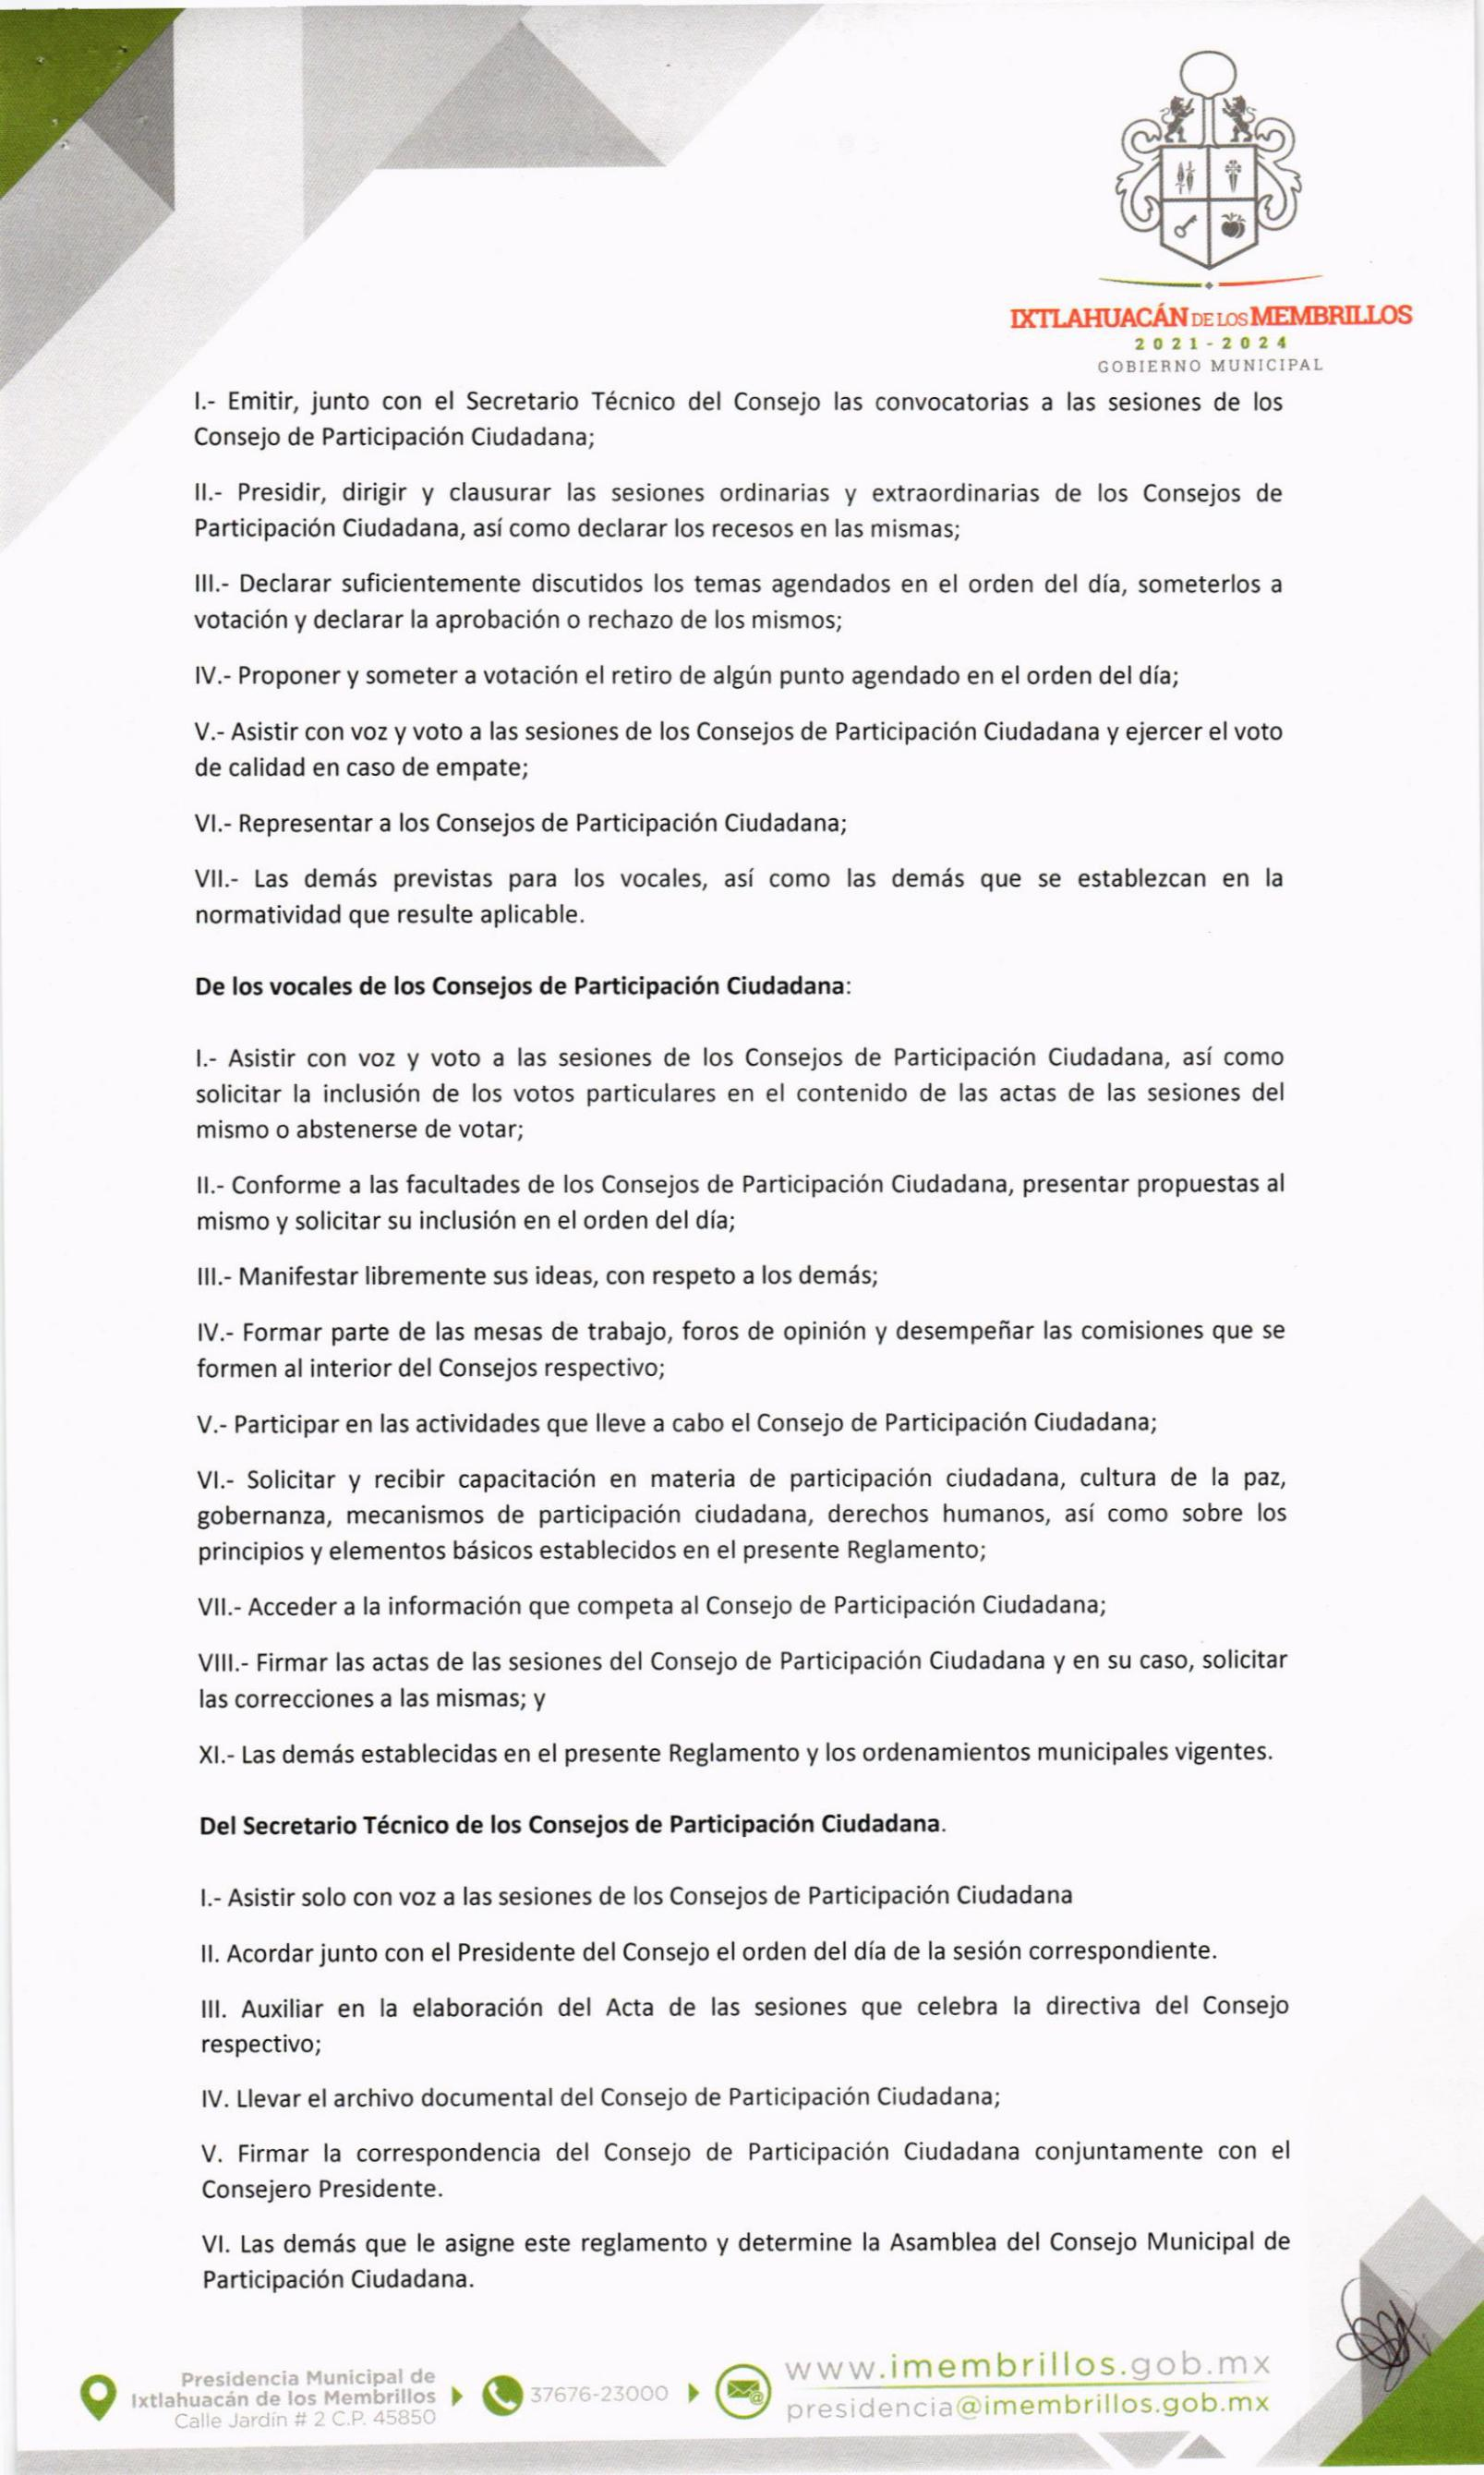 IXTLAHUACÁN DE LOS MEMBRILLOS
2021-2024
GOBIERNO MUNICIPAL
I.- Emitir, junto con el Secretario Técnico del Consejo las convocatorias a las sesiones de los
Consejo de Participación Ciudadana;
II.- Presidir, dirigir y clausurar las sesiones ordinarias y extraordinarias de los Consejos de
Participación Ciudadana, así como declarar los recesos en las mismas;
III.- Declarar suficientemente discutidos los temas agendados en el orden del día, someterlos a
votación y declarar la aprobación o rechazo de los mismos;
IV.- Proponer y someter a votación el retiro de algún punto agendado en el orden del día;
V.- Asistir con voz y voto a las sesiones de los Consejos de Participación Ciudadana y ejercer el voto
de calidad en caso de empate;
VI.- Representar a los Consejos de Participación Ciudadana;
VII.- Las demás previstas para los vocales, así como las demás que se establezcan en la
normatividad que resulte aplicable.
De los vocales de los Consejos de Participación Ciudadana:
I.- Asistir con voz y voto a las sesiones de los Consejos de Participación Ciudadana, así como
solicitar la inclusión de los votos particulares en el contenido de las actas de las sesiones del
mismo o abstenerse de votar;
II.- Conforme a las facultades de los Consejos de Participación Ciudadana, presentar propuestas al
mismo y solicitar su inclusión en el orden del día;
III.- Manifestar libremente sus ideas, con respeto a los demás;
IV.- Formar parte de las mesas de trabajo, foros de opinión y desempeñar las comisiones que se
formen al interior del Consejos respectivo;
V.- Participar en las actividades que lleve a cabo el Consejo de Participación Ciudadana;
VI.- Solicitar y recibir capacitación en materia de participación ciudadana, cultura de la paz,
gobernanza, mecanismos de participación ciudadana, derechos humanos, así como sobre los
principios y elementos básicos establecidos en el presente Reglamento;
VII.- Acceder a la información que competa al Consejo de Participación Ciudadana;
VIII.- Firmar las actas de las sesiones del Consejo de Participación Ciudadana y en su caso, solicitar
las correcciones a las mismas; y
XI.- Las demás establecidas en el presente Reglamento y los ordenamientos municipales vigentes.
Del Secretario Técnico de los Consejos de Participación Ciudadana.
I.- Asistir solo con voz a las sesiones de los Consejos de Participación Ciudadana
II. Acordar junto con el Presidente del Consejo el orden del día de la sesión correspondiente.
III. Auxiliar en la elaboración del Acta de las sesiones que celebra la directiva del Consejo
respectivo;
IV. Llevar el archivo documental del Consejo de Participación Ciudadana;
V. Firmar la correspondencia del Consejo de Participación Ciudadana conjuntamente con el
Consejero Presidente.
VI. Las demás que le asigne este reglamento y determine la Asamblea del Consejo Municipal de
Participación Ciudadana.
Presidencia Municipal de
Ixtlahuacán de los Membrillos
Calle Jardín # 2 C.P. 45850
37676-23000
www.imembrillos.gob.mx
presidencia@imembrillos.gob.mx